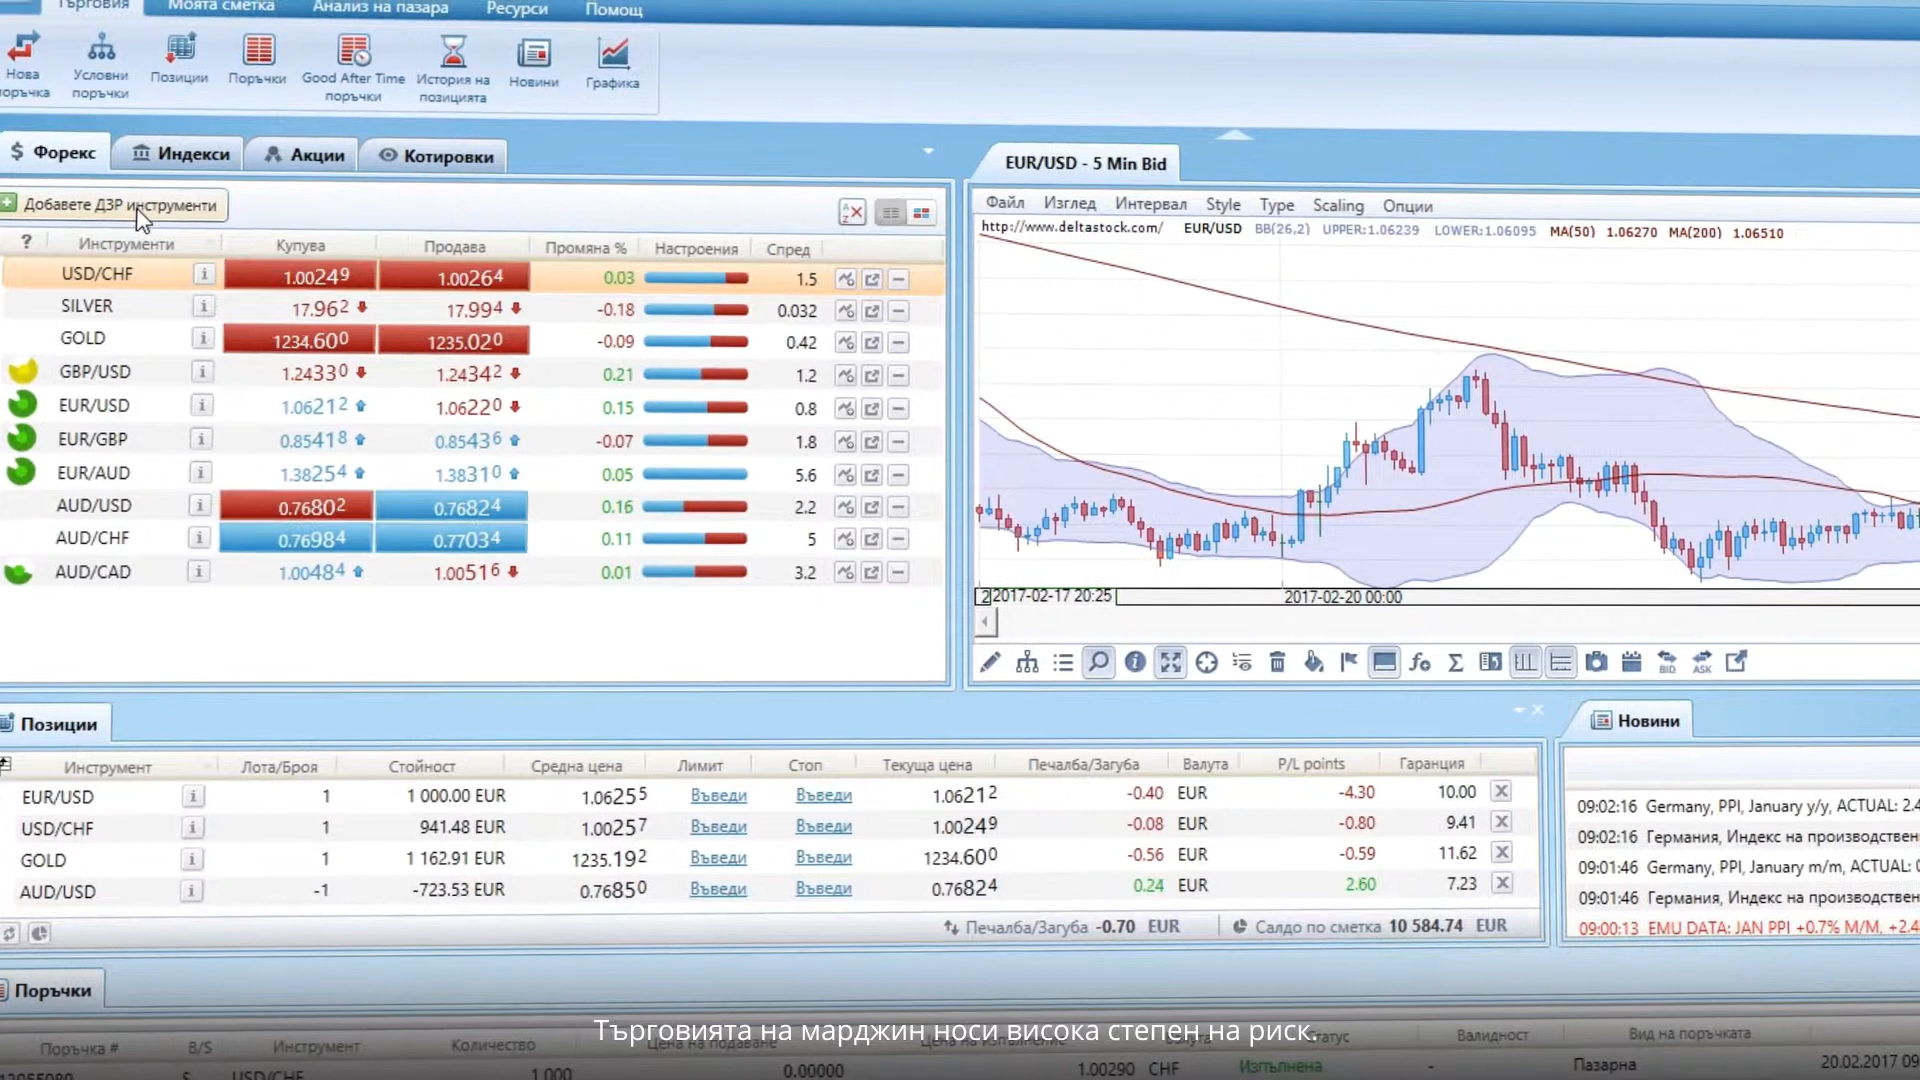 Търговия Моята сметка Анализ на пазара Ресурси Помощ
Нова поръчка
Условни поръчки
Позиции
Поръчки
Good After Time поръчки
История на позицията
Новини
Графика
$ Форекс Индекси Акции Котировки
Добавете ДЗР инструменти
? Инструменти Купува Продава Промяна % Настроения Спред
USD/CHF 1.00249 1.00264 0.03 1.5
SILVER 17.962 17.994 -0.18 0.032
GOLD 1234.600 1235.020 -0.09 0.42
GBP/USD 1.24330 1.24342 0.21 1.2
EUR/USD 1.06212 1.06220 0.15 0.8
EUR/GBP 0.85418 0.85436 -0.07 1.8
EUR/AUD 1.38254 1.38310 0.05 5.6
AUD/USD 0.76802 0.76824 0.16 2.2
AUD/CHF 0.76984 0.77034 0.11 5
AUD/CAD 1.00484 1.00516 0.01 3.2
EUR/USD - 5 Min Bid
Файл Изглед Интервал Style Type Scaling Опции
http://www.deltastock.com/ EUR/USD BB(26,2) UPPER:1.06239 LOWER:1.06095 MA(50) 1.06270 MA(200) 1.06510
2017-02-17 20:25 2017-02-20 00:00
BID ASK
Позиции
Инструмент Лота/Броя Стойност Средна цена Лимит Стоп Текуща цена Печалба/Загуба Валута P/L points Гаранция
EUR/USD 1 1 000.00 EUR 1.06255 Въведи Въведи 1.06212 -0.40 EUR -4.30 10.00
USD/CHF 1 941.48 EUR 1.00257 Въведи Въведи 1.00249 -0.08 EUR -0.80 9.41
GOLD 1 1 162.91 EUR 1235.192 Въведи Въведи 1234.600 -0.56 EUR -0.59 11.62
AUD/USD -1 -723.53 EUR 0.76850 Въведи Въведи 0.76824 0.24 EUR 2.60 7.23
Печалба/Загуба -0.70 EUR Салдо по сметка 10 584.74 EUR
Новини
09:02:16 Germany, PPI, January y/y, ACTUAL: 2.4
09:02:16 Германия, Индекс на производствен
09:01:46 Germany, PPI, January m/m, ACTUAL: 0
09:01:46 Германия, Индекс на производствен
09:00:13 EMU DATA: JAN PPI +0.7% M/M, +2.4
Поръчки
Търговията на марджин носи висока степен на риск.
Поръчка # B/S Инструмент Количество Цена на подаване Валута Статус Валидност Вид на поръчката
S USD/CHF 1 000 0.00000 1.00290 CHF Изпълнена - Пазарна 20.02.2017 09